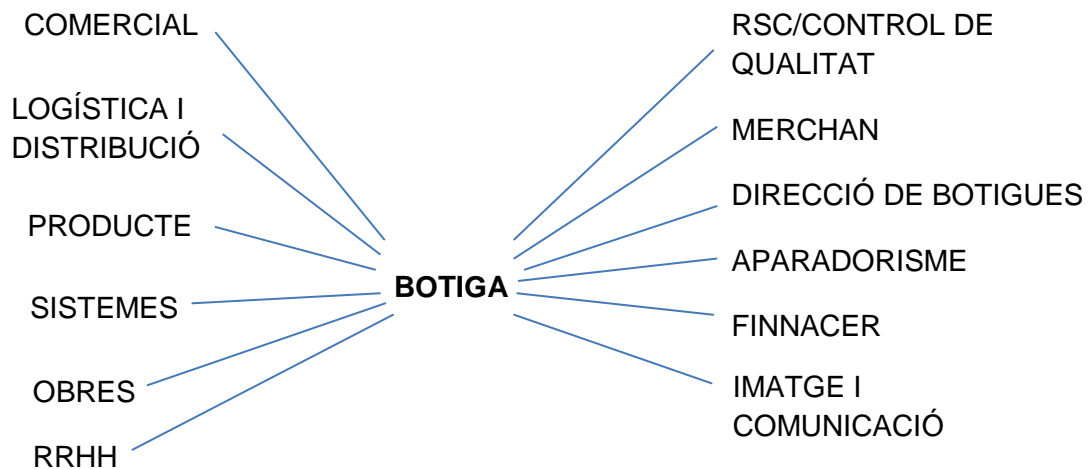 COMERCIAL
LOGÍSTICA I
DISTRIBUCIÓ
PRODUCTE
SISTEMES
OBRES
RRHH
BOTIGA
RSC/CONTROL DE
QUALITAT
MERCHAN
DIRECCIÓ DE BOTIGUES
APARADORISME
FINNACER
IMATGE I
COMUNICACIÓ